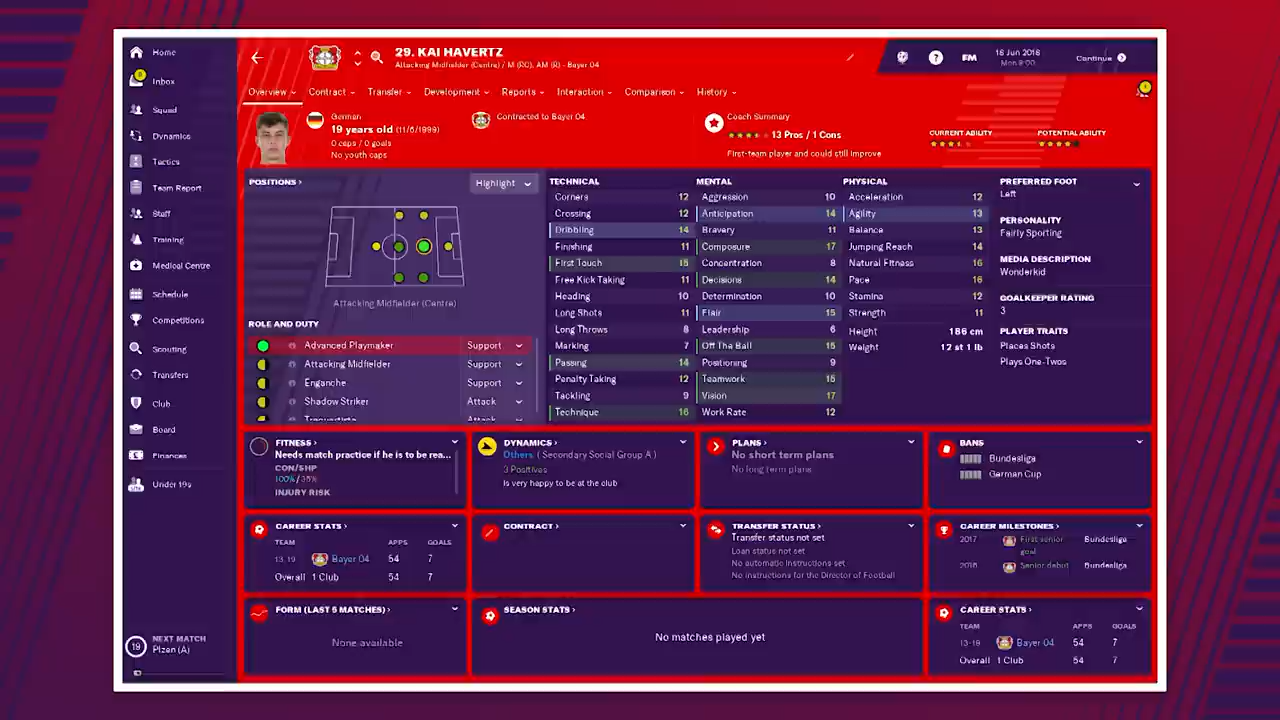 Home
Inbox
Squad
Dynamics
Tactics
Team Report
Staff
Training
Medical Centre
Schedule
Competitions
Scouting
Transfers
Club
Board
Finances
Under 19s
19
NEXT MATCH
Plzen (A)
29. KAI HAVERTZ
Attacking Midfielder (Centre) / M (RC), AM (R) - Bayer 04
FM
Mon 9:00
Continue
Overview
Contract
Transfer
Development
Reports
Interaction
Comparison
History
German
19 years old (11/6/1999)
0 caps / 0 goals
No youth caps
Contracted to Bayer 04
Coach Summary
13 Pros / 1 Cons
First-team player and could still improve
CURRENT ABILITY
POTENTIAL ABILITY
POSITIONS
Highlight
Attacking Midfielder (Centre)
ROLE AND DUTY
Advanced Playmaker Support
Attacking Midfielder Support
Enganche Support
Shadow Striker Attack
Trequartista Attack
TECHNICAL
Corners 12
Crossing 12
Dribbling 14
Finishing 11
First Touch 15
Free Kick Taking 11
Heading 10
Long Shots 11
Long Throws 8
Marking 7
Passing 14
Penalty Taking 12
Tackling 9
Technique 16
MENTAL
Aggression 10
Anticipation 14
Bravery 11
Composure 17
Concentration 8
Decisions 14
Determination 10
Flair 15
Leadership 6
Off The Ball 15
Positioning 9
Teamwork 15
Vision 17
Work Rate 12
PHYSICAL
Acceleration 12
Agility 13
Balance 13
Jumping Reach 14
Natural Fitness 16
Pace 16
Stamina 12
Strength 11
Height 186 cm
Weight 12 st 1 lb
PREFERRED FOOT
Left
PERSONALITY
Fairly Sporting
MEDIA DESCRIPTION
Wonderkid
GOALKEEPER RATING
3
PLAYER TRAITS
Places Shots
Plays One-Twos
FITNESS
Needs match practice if he is to be rea...
CON/SHP
100% / 35%
INJURY RISK
DYNAMICS
Others ( Secondary Social Group A )
3 Positives
Is very happy to be at the club
PLANS
No short term plans
No long term plans
BANS
Bundesliga
German Cup
CAREER STATS
TEAM APPS GOALS
13-19 Bayer 04 54 7
Overall 1 Club 54 7
CONTRACT
TRANSFER STATUS
Transfer status not set
Loan status not set
No automatic instructions set
No instructions for the Director of Football
CAREER MILESTONES
2017 First senior goal Bundesliga
2016 Senior debut Bundesliga
FORM (LAST 5 MATCHES)
None available
SEASON STATS
No matches played yet
CAREER STATS
TEAM APPS GOALS
13-19 Bayer 04 54 7
Overall 1 Club 54 7